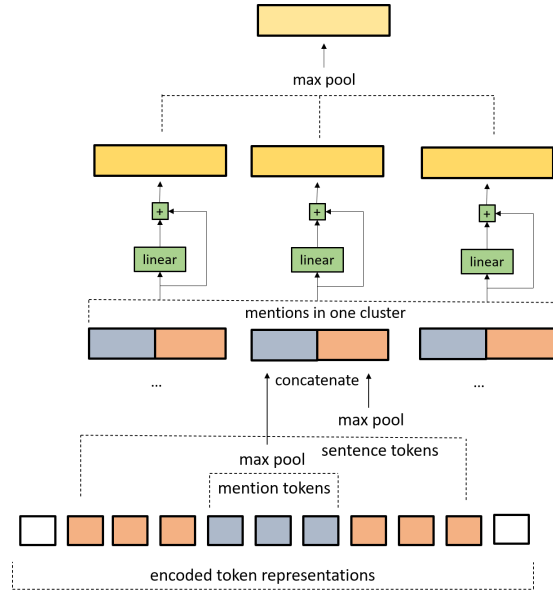 max pool
+ + +
linear linear linear
mentions in one cluster
... concatenate ...
max pool
max pool sentence tokens
mention tokens
encoded token representations